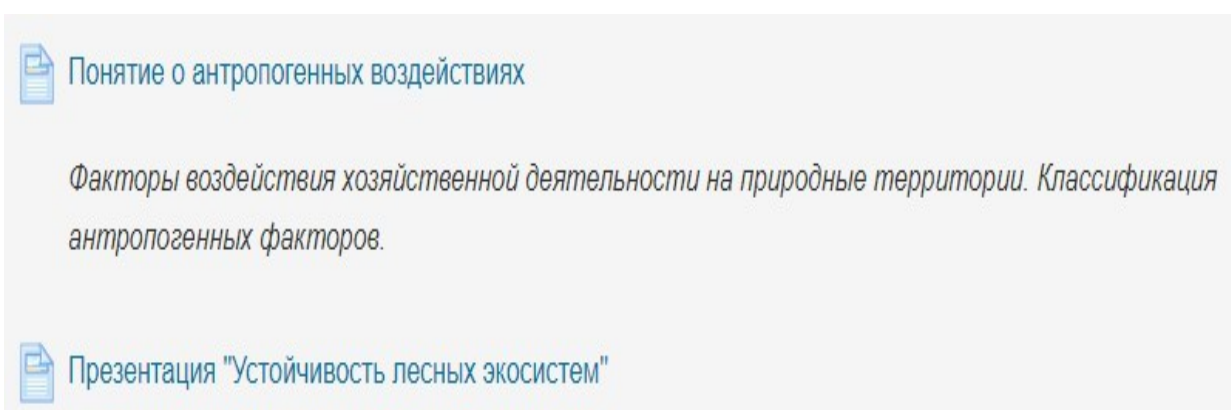 Понятие о антропогенных воздействиях
Факторы воздействия хозяйственной деятельности на природные территории. Классификация
антропогенных факторов.
Презентация "Устойчивость лесных экосистем"